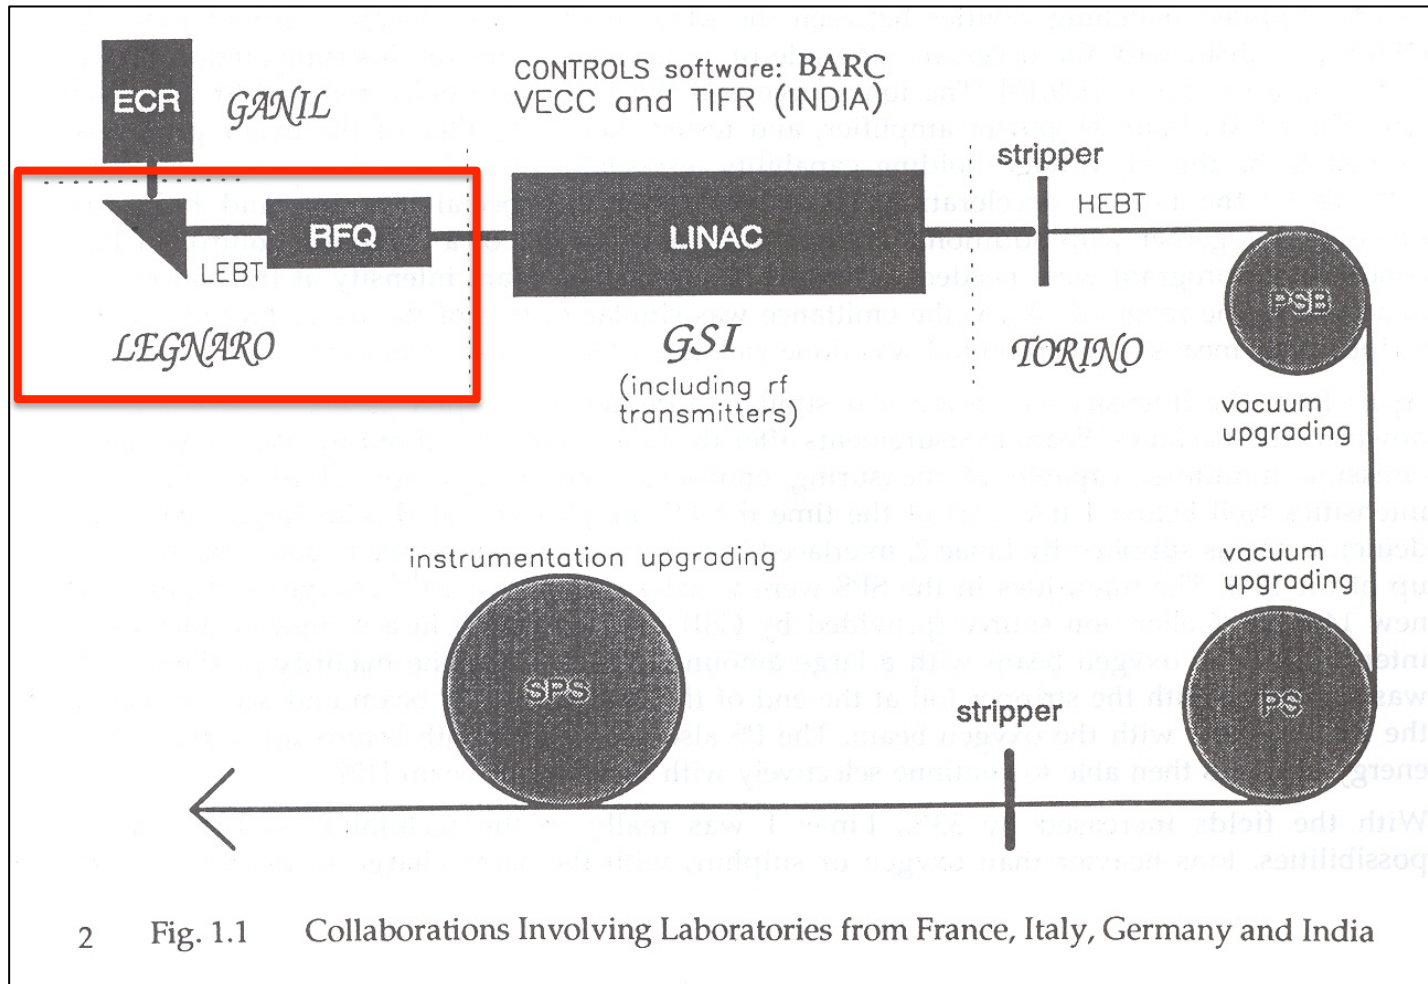 ECR
GANIL
CONTROLS software: BARC
VECC and TIFR (INDIA)
stripper
HEBT
RFQ
LINAC
LEBT
PSB
LEGNARO
GSI
TORINO
(including rf
transmitters)
vacuum
upgrading
instrumentation upgrading
vacuum
upgrading
SPS
PS
stripper
2 Fig. 1.1 Collaborations Involving Laboratories from France, Italy, Germany and India